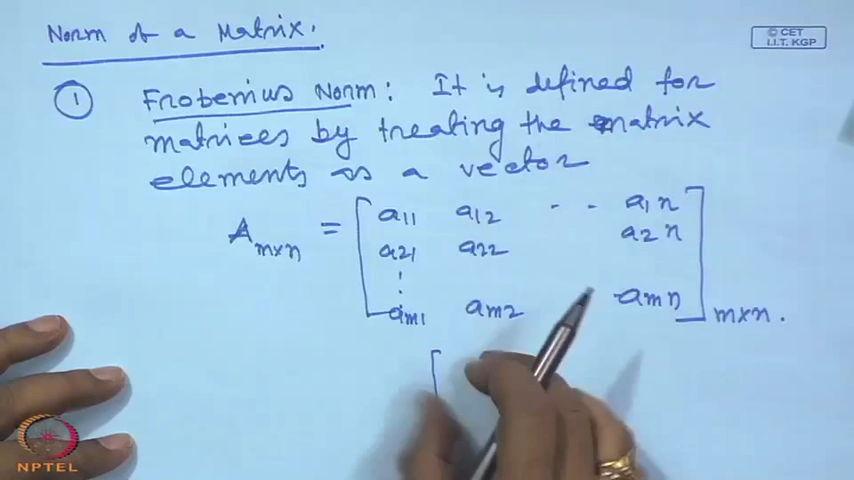 Norm of a Matrix.
© CET
I.I.T. KGP
① Frobenius Norm: It is defined for
matrices by treating the matrix
elements as a vector
A m×n = [ a11 a12 . . a1n
a21 a22 a2n
⋮
am1 am2 amn ] m×n.
NPTEL